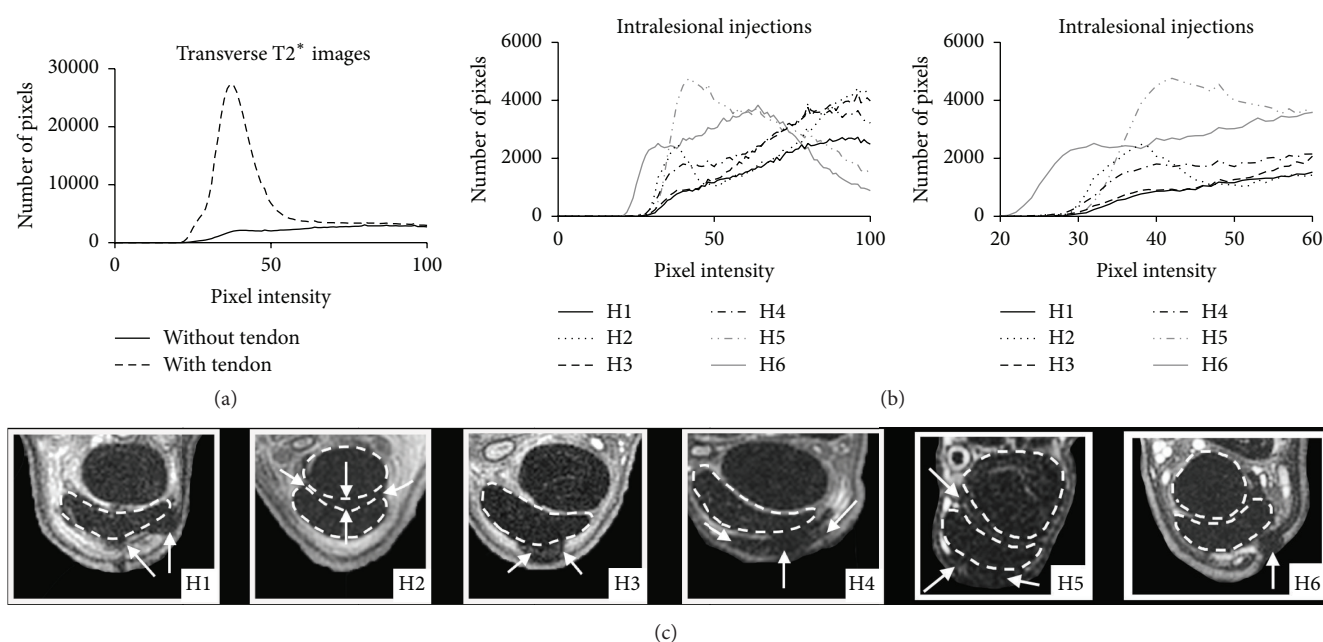 Transverse T2* images
30000
20000
10000
0
0 50 100
Number of pixels
Pixel intensity
Without tendon
With tendon
(a)
Intralesional injections
6000
4000
2000
0
0 50 100
Number of pixels
Pixel intensity
H1 H4
H2 H5
H3 H6
Intralesional injections
6000
4000
2000
0
20 30 40 50 60
Number of pixels
Pixel intensity
H1 H4
H2 H5
H3 H6
(b)
H1 H2 H3 H4 H5 H6
(c)